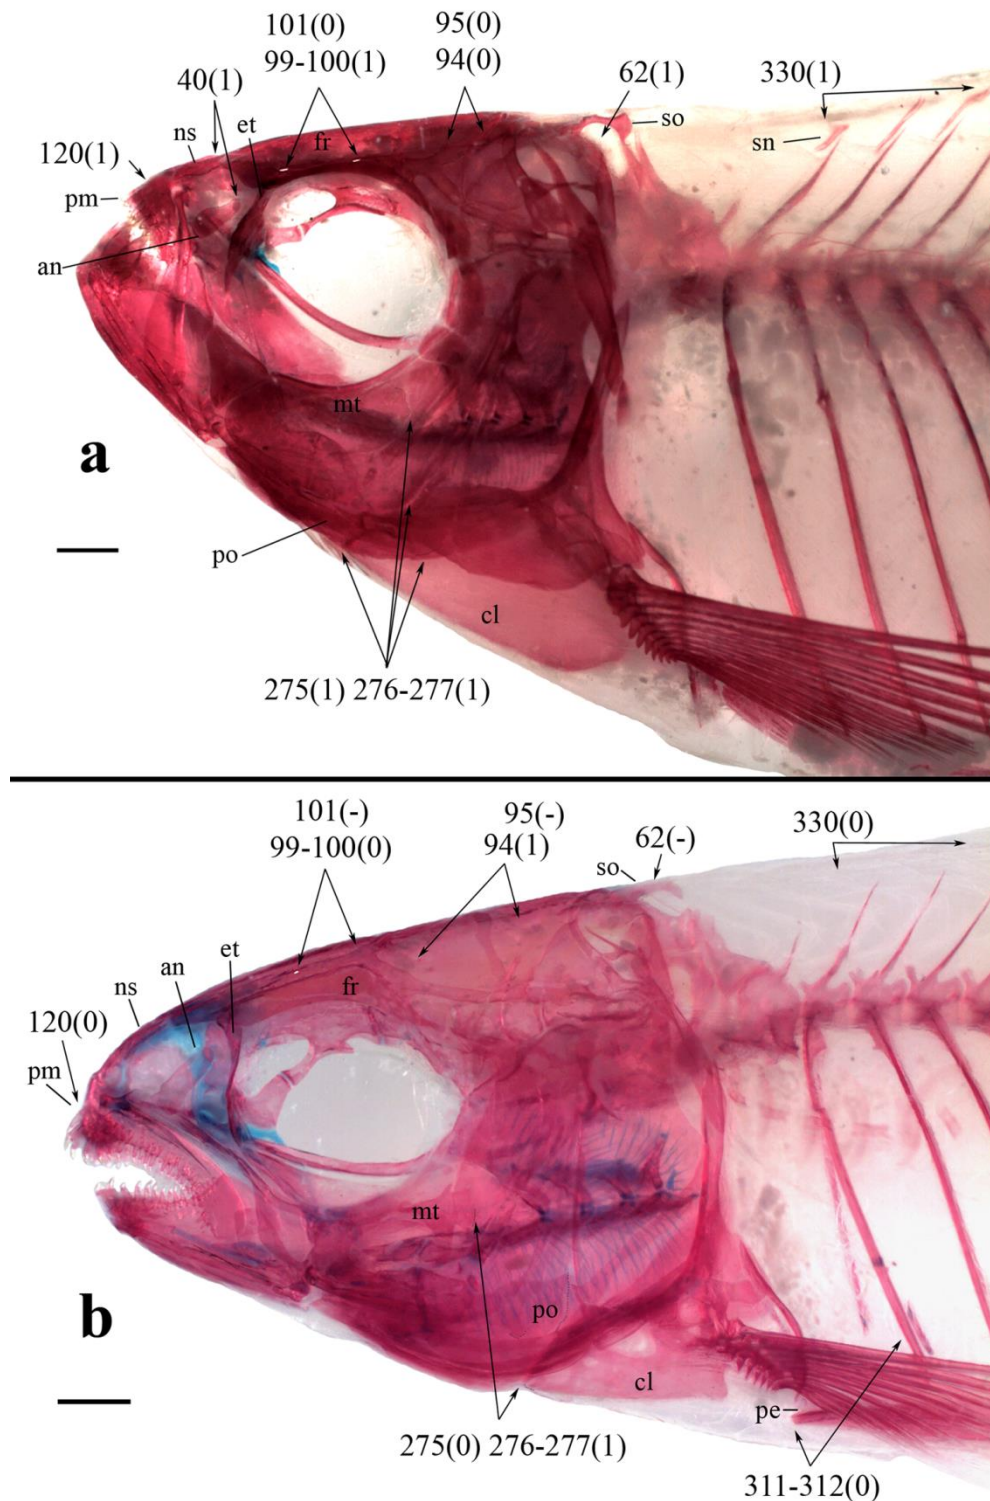 101(0)
99-100(1)
95(0)
94(0)
62(1)
330(1)
40(1)
120(1)
ns
et
fr
so
sn
pm
an
mt
a
po
cl
275(1) 276-277(1)
101(-)
99-100(0)
95(-)
94(1)
62(-)
330(0)
so
et
an
ns
fr
120(0)
pm
mt
b
po
cl
pe
275(0) 276-277(1)
311-312(0)